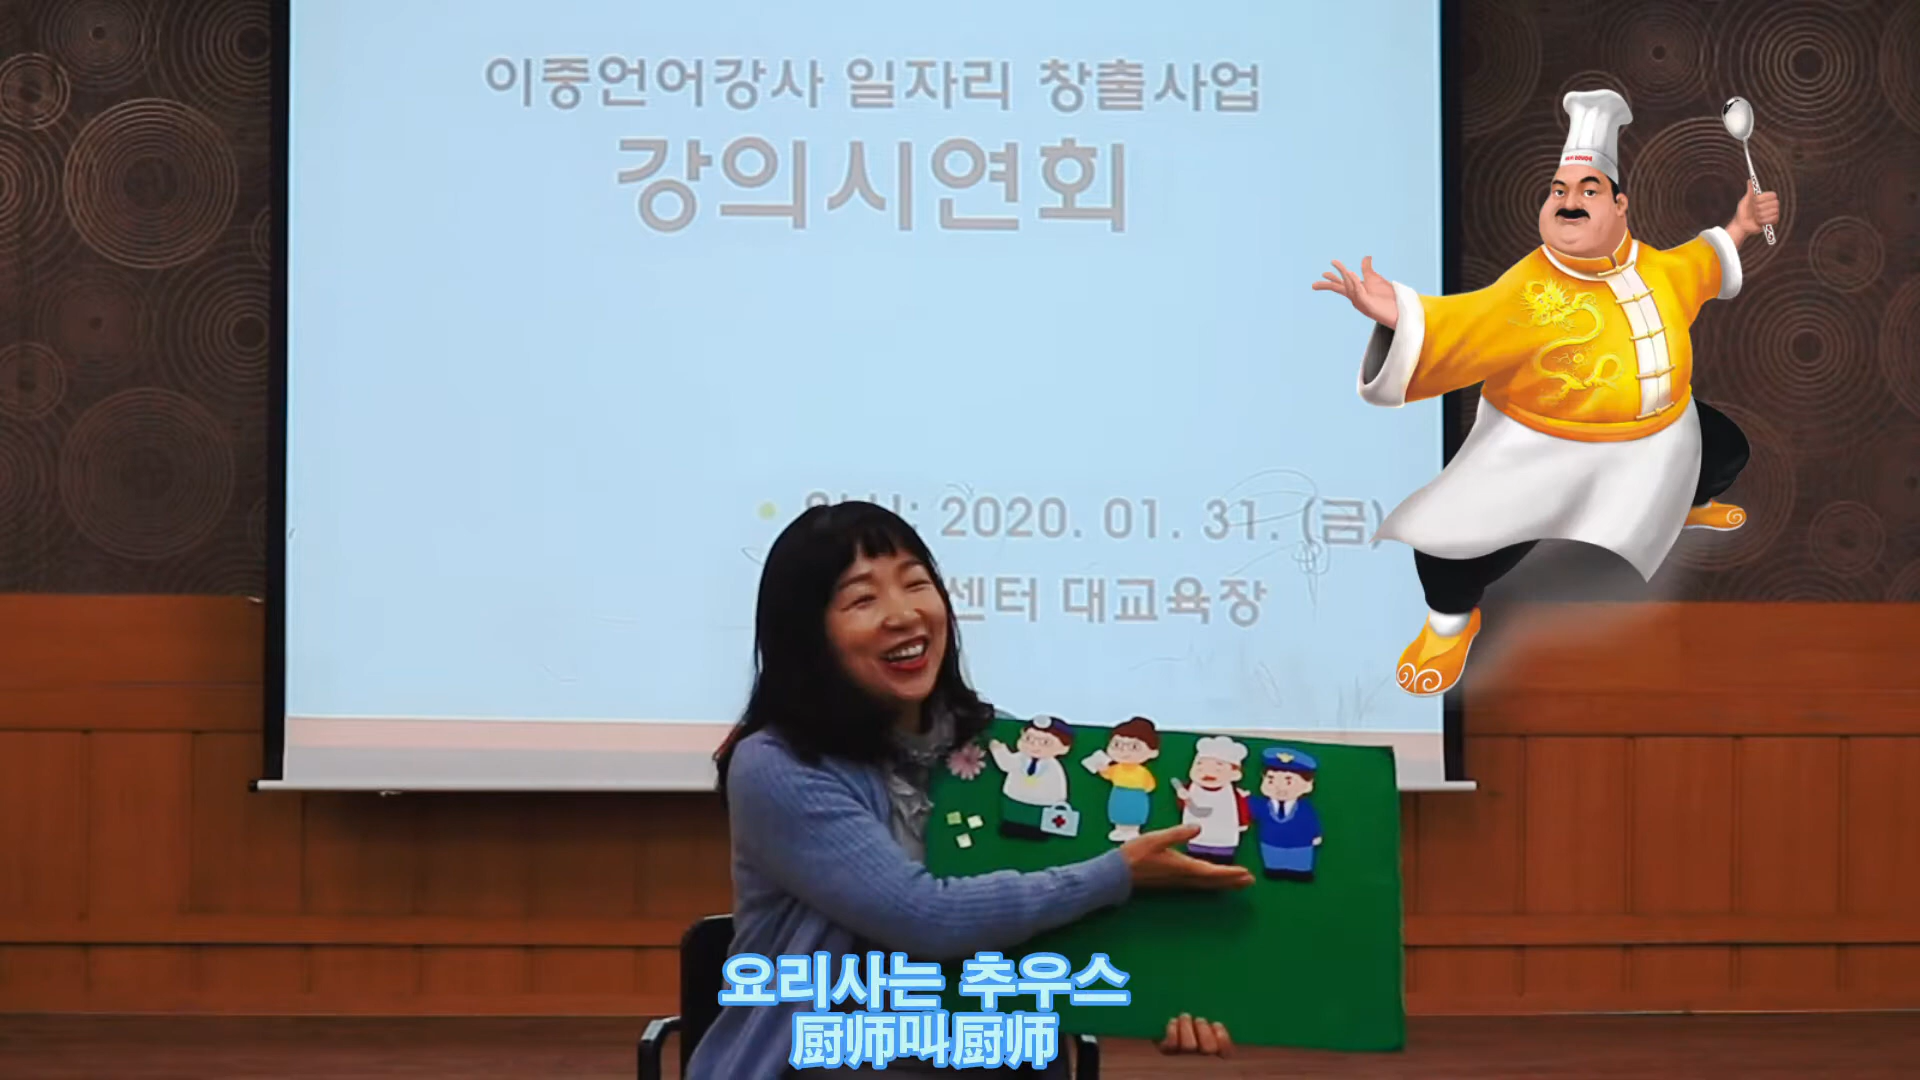 이중언어강사 일자리 창출사업
강의시연회
2020. 01. 31. (금)
센터 대교육장
요리사는 추우스
厨师叫厨师